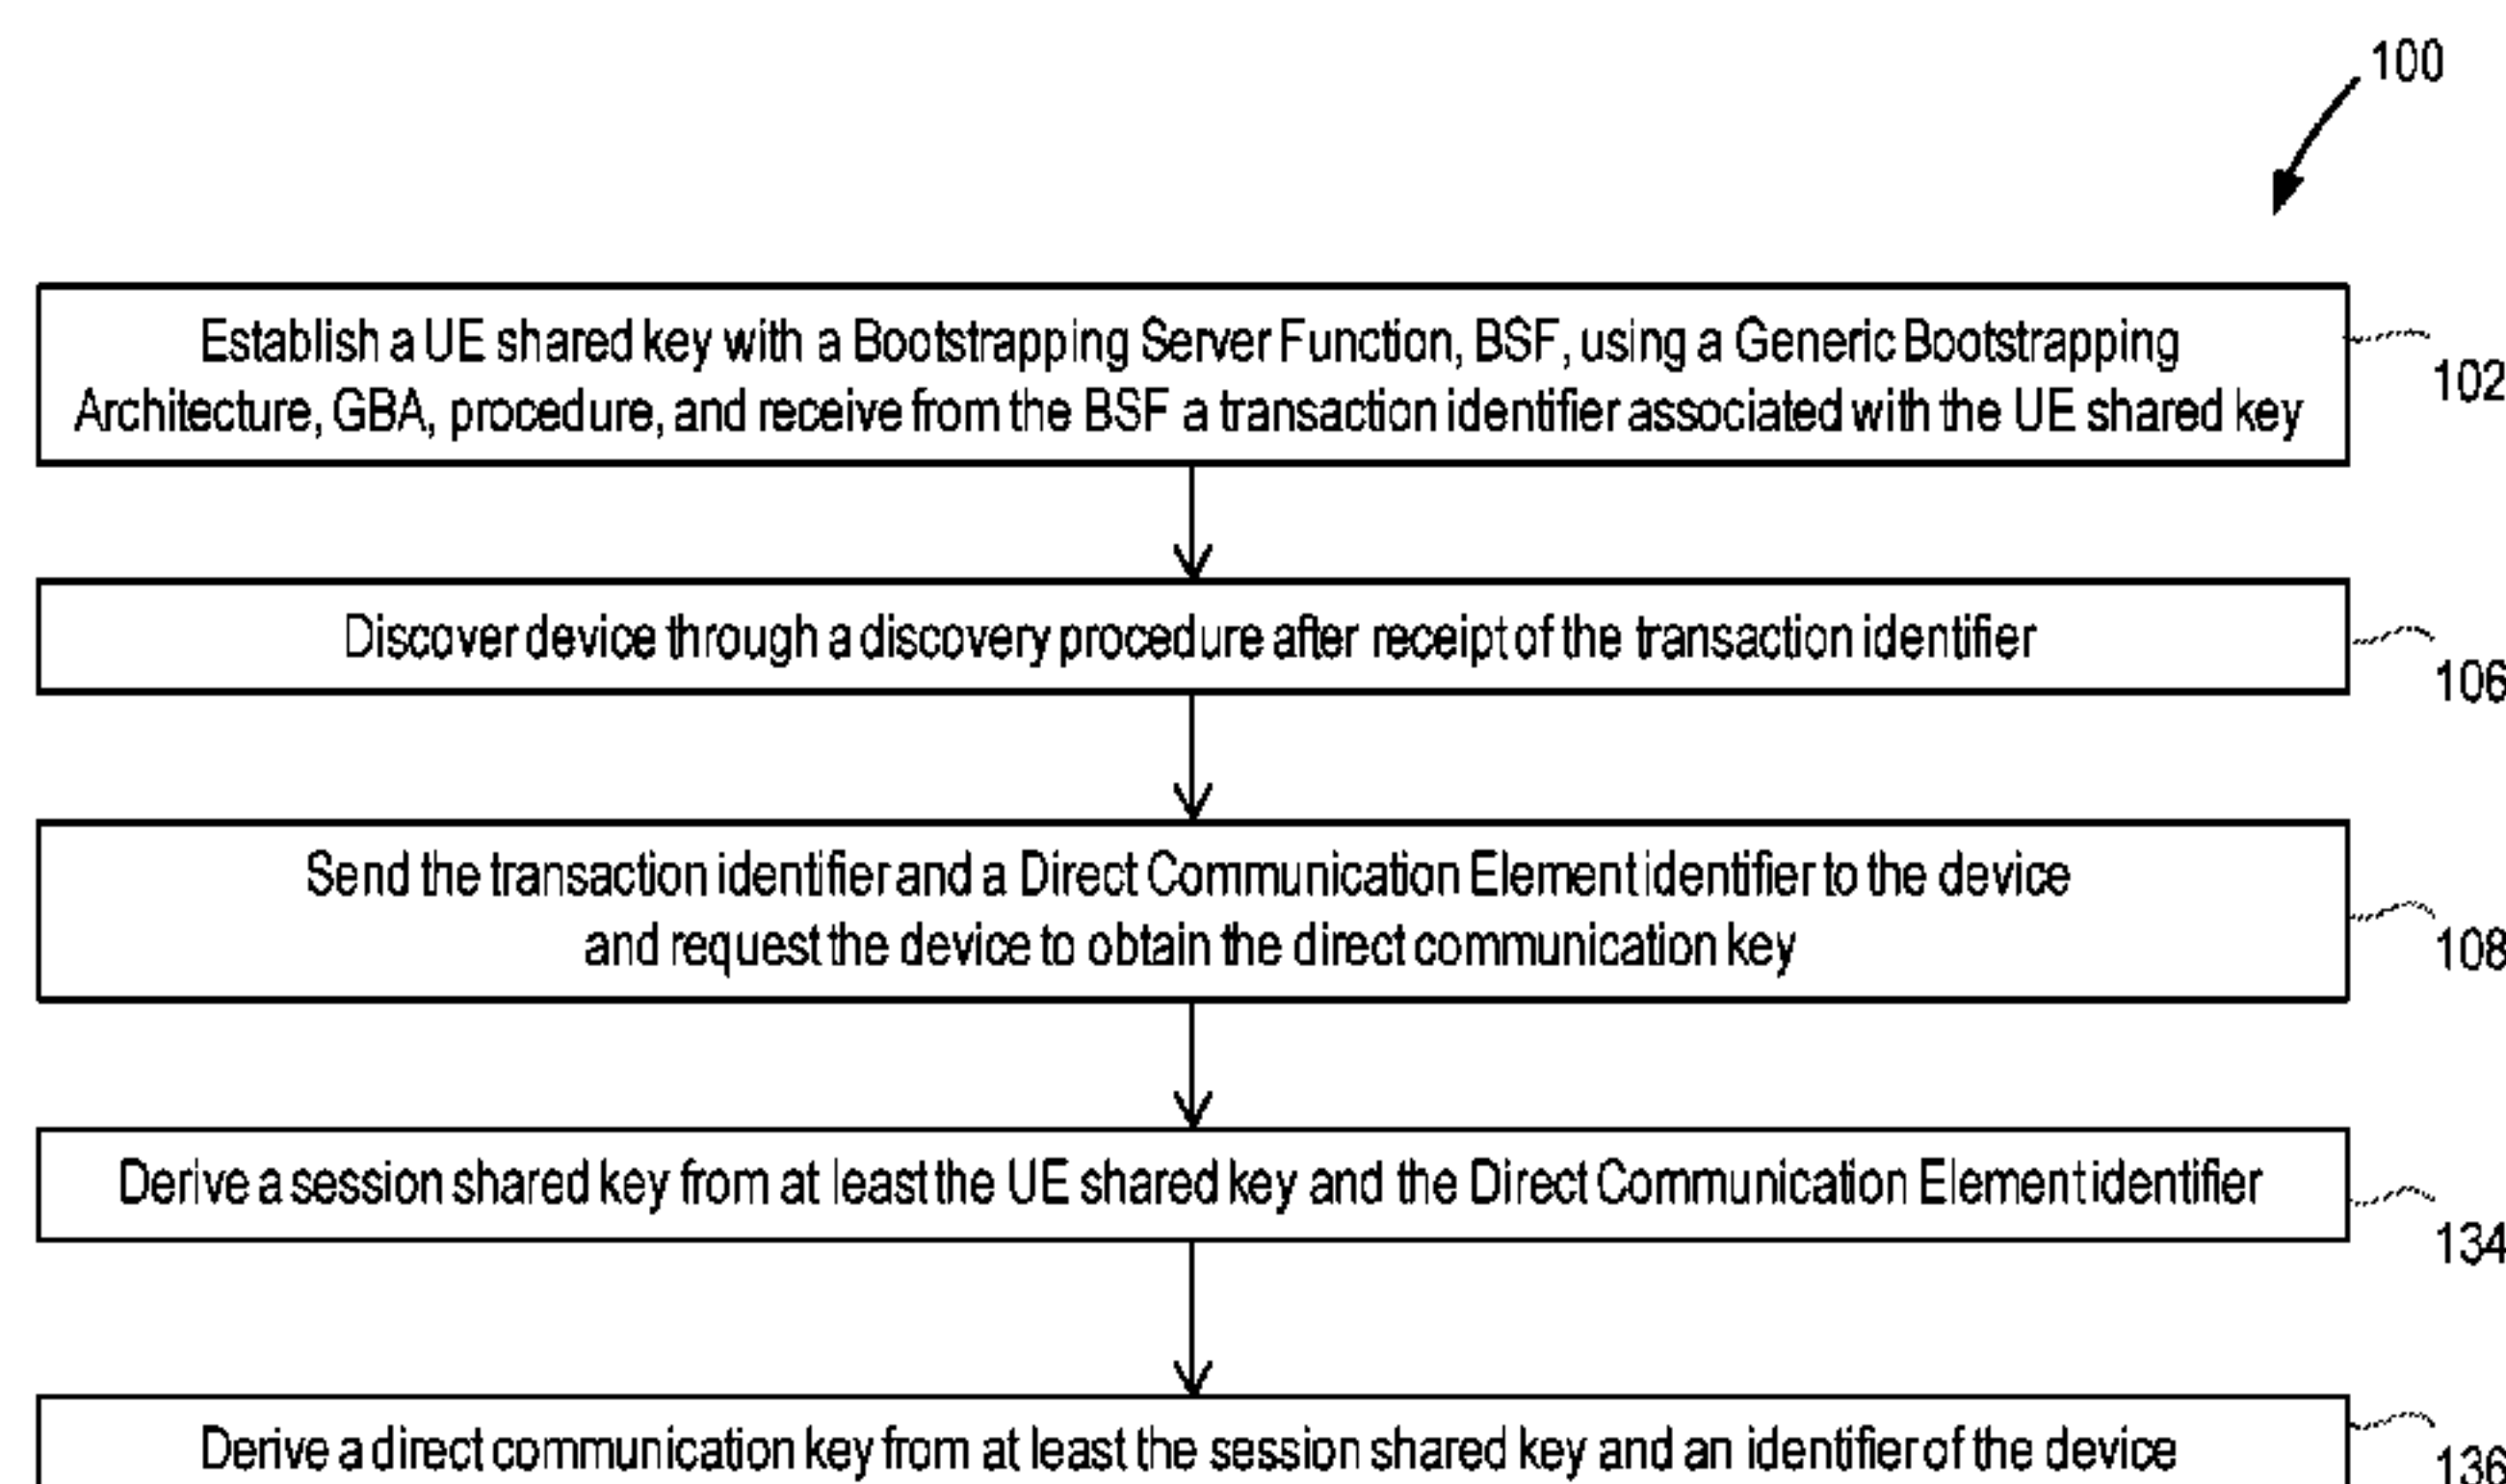 100
Establish a UE shared key with a Bootstrapping Server Function, BSF, using a Generic Bootstrapping
Architecture, GBA, procedure, and receive from the BSF a transaction identifier associated with the UE shared key
102
Discover device through a discovery procedure after receipt of the transaction identifier
106
Send the transaction identifier and a Direct Communication Element identifier to the device
and request the device to obtain the direct communication key
108
Derive a session shared key from at least the UE shared key and the Direct Communication Element identifier
134
Derive a direct communication key from at least the session shared key and an identifier of the device
136